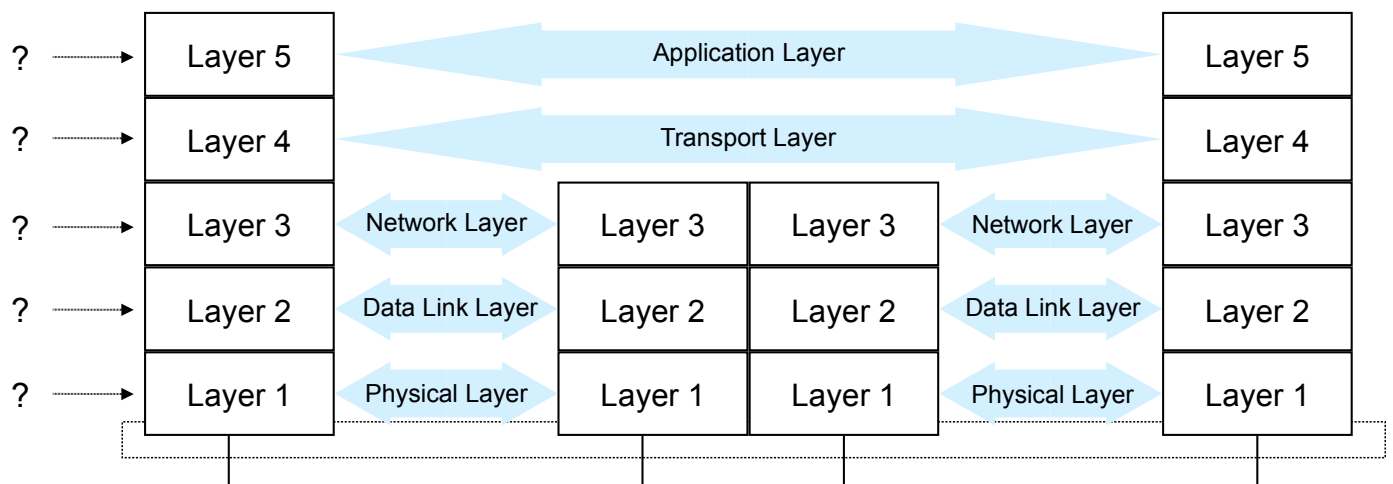 ? Layer 5 Application Layer Layer 5
? Layer 4 Transport Layer Layer 4
? Layer 3 Network Layer Layer 3 Layer 3 Network Layer Layer 3
? Layer 2 Data Link Layer Layer 2 Layer 2 Data Link Layer Layer 2
? Layer 1 Physical Layer Layer 1 Layer 1 Physical Layer Layer 1